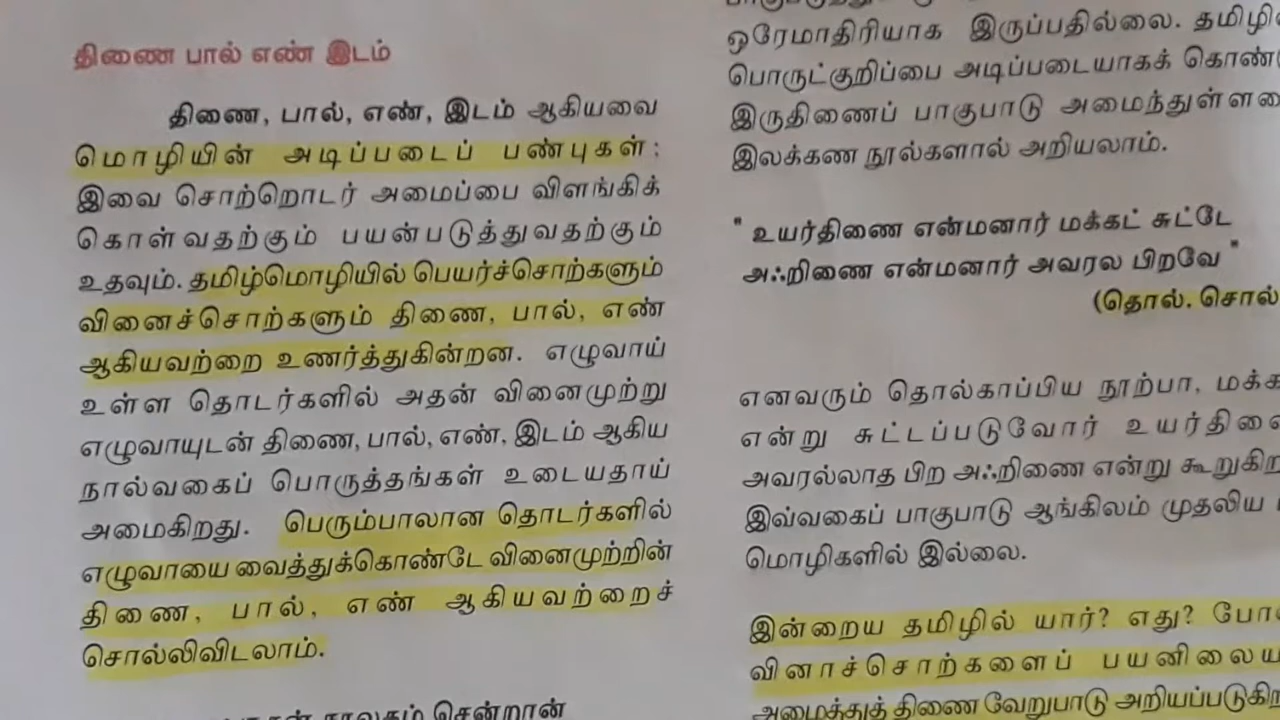 திணை பால் எண் இடம்
திணை, பால், எண், இடம் ஆகியவை
மொழியின் அடிப்படைப் பண்புகள்:
இவை சொற்றொடர் அமைப்பை விளங்கிக்
கொள்வதற்கும் பயன்படுத்துவதற்கும்
உதவும். தமிழ்மொழியில் பெயர்ச்சொற்களும்
வினைச்சொற்களும் திணை, பால், எண்
ஆகியவற்றை உணர்த்துகின்றன. எழுவாய்
உள்ள தொடர்களில் அதன் வினைமுற்று
எழுவாயுடன் திணை, பால், எண், இடம் ஆகிய
நால்வகைப் பொருத்தங்கள் உடையதாய்
அமைகிறது. பெரும்பாலான தொடர்களில்
எழுவாயை வைத்துக்கொண்டே வினைமுற்றின்
திணை, பால், எண் ஆகியவற்றைச்
சொல்லிவிடலாம்.
சென்றான்
ஒரேமாதிரியாக இருப்பதில்லை.
பொருட்குறிப்பை அடிப்படையாகக்
இருதிணைப் பாகுபாடு
இலக்கண நூல்களால் அறியலாம்.
" உயர்திணை என்மனார் மக்கட் சுட்டே
அஃறிணை என்மனார் அவரல பிறவே "
(தொல். சொல்
எனவரும் தொல்காப்பிய நூற்பா,
என்று சுட்டப்படுவோர்
அவரல்லாத பிற அஃறிணை என்று
இவ்வகைப் பாகுபாடு ஆங்கிலம் முதலிய
மொழிகளில் இல்லை.
இன்றைய தமிழில் யார்? எது?
வினாச்சொற்களைப்
அமைத்துத் திணை வேறுபாடு